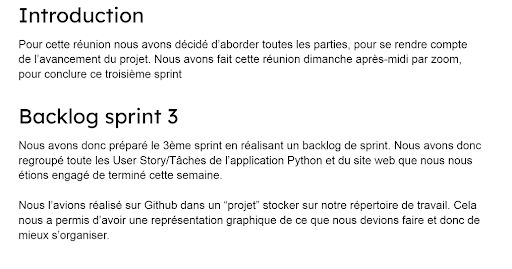 Introduction
Pour cette réunion nous avons décidé d'aborder toutes les parties, pour se rendre compte
de l'avancement du projet. Nous avons fait cette réunion dimanche après-midi par zoom,
pour conclure ce troisième sprint
Backlog sprint 3
Nous avons donc préparé le 3ème sprint en réalisant un backlog de sprint. Nous avons donc
regroupé toute les User Story/Tâches de l'application Python et du site web que nous nous
étions engagé de terminé cette semaine.
Nous l'avions réalisé sur Github dans un "projet" stocker sur notre répertoire de travail. Cela
nous a permis d'avoir une représentation graphique de ce que nous devions faire et donc de
mieux s'organiser.